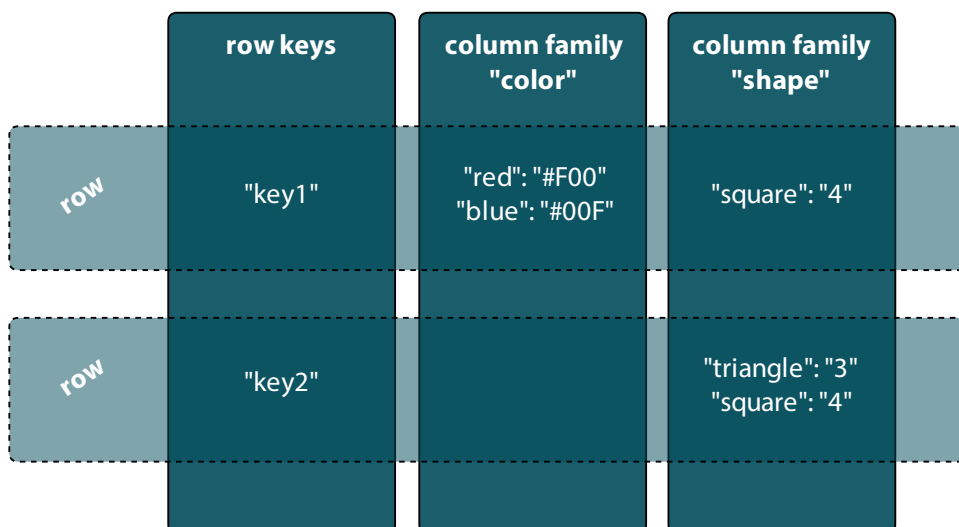 row keys
column family
"color"
column family
"shape"
row
"key1"
"red": "#F00"
"blue": "#00F"
"square": "4"
row
"key2"
"triangle": "3"
"square": "4"